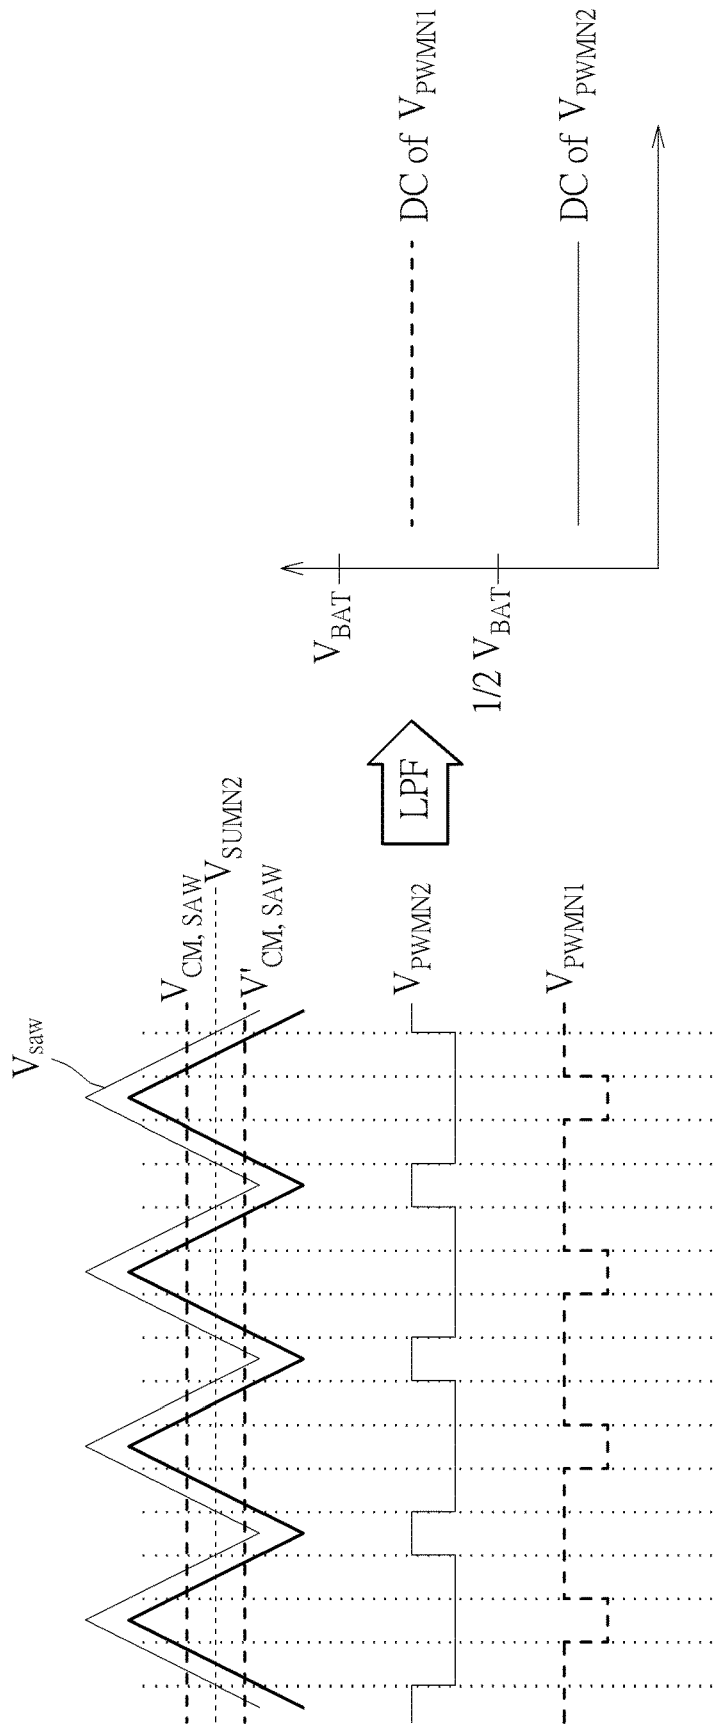 V_saw
V_CM, SAW
V_SUMN2
V'_CM, SAW
V_PWMN2
V_PWMN1
LPF
V_BAT
1/2 V_BAT
DC of V_PWMN1
DC of V_PWMN2